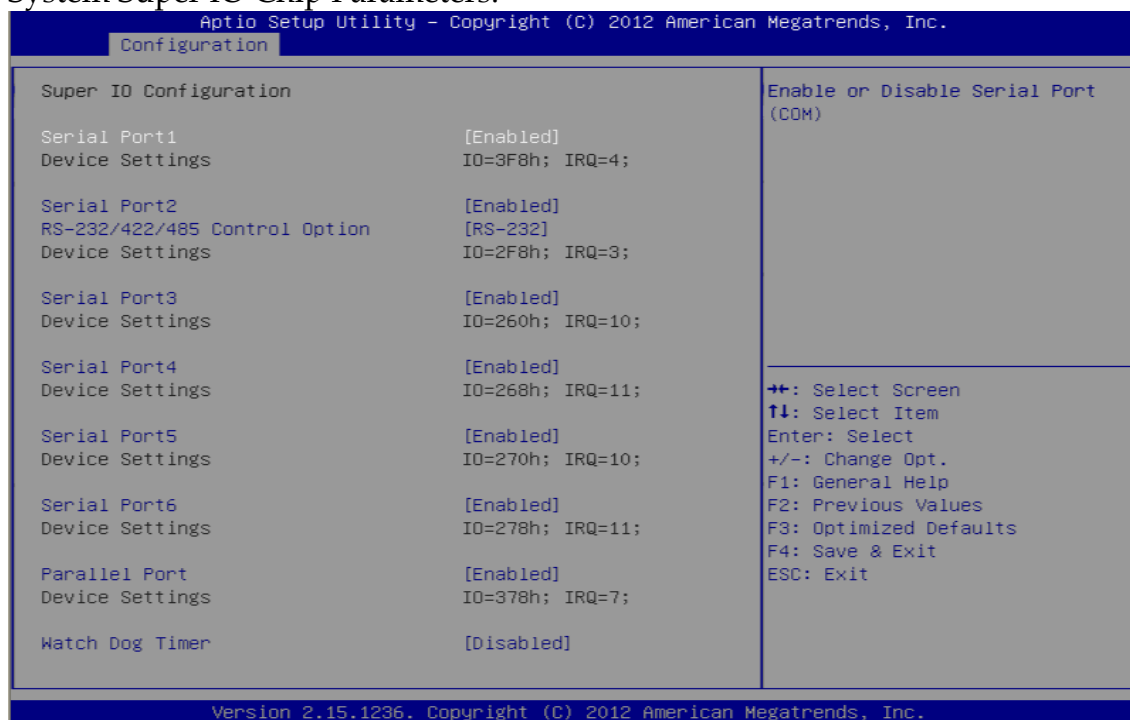 System Super IO Chip Parameters.
Aptio Setup Utility – Copyright (C) 2012 American Megatrends, Inc.
Configuration
Super IO Configuration
Serial Port1 [Enabled]
Device Settings IO=3F8h; IRQ=4;
Serial Port2 [Enabled]
RS-232/422/485 Control Option [RS-232]
Device Settings IO=2F8h; IRQ=3;
Serial Port3 [Enabled]
Device Settings IO=260h; IRQ=10;
Serial Port4 [Enabled]
Device Settings IO=268h; IRQ=11;
Serial Port5 [Enabled]
Device Settings IO=270h; IRQ=10;
Serial Port6 [Enabled]
Device Settings IO=278h; IRQ=11;
Parallel Port [Enabled]
Device Settings IO=378h; IRQ=7;
Watch Dog Timer [Disabled]
Enable or Disable Serial Port
(COM)
→←: Select Screen
↑↓: Select Item
Enter: Select
+/-: Change Opt.
F1: General Help
F2: Previous Values
F3: Optimized Defaults
F4: Save & Exit
ESC: Exit
Version 2.15.1236. Copyright (C) 2012 American Megatrends, Inc.